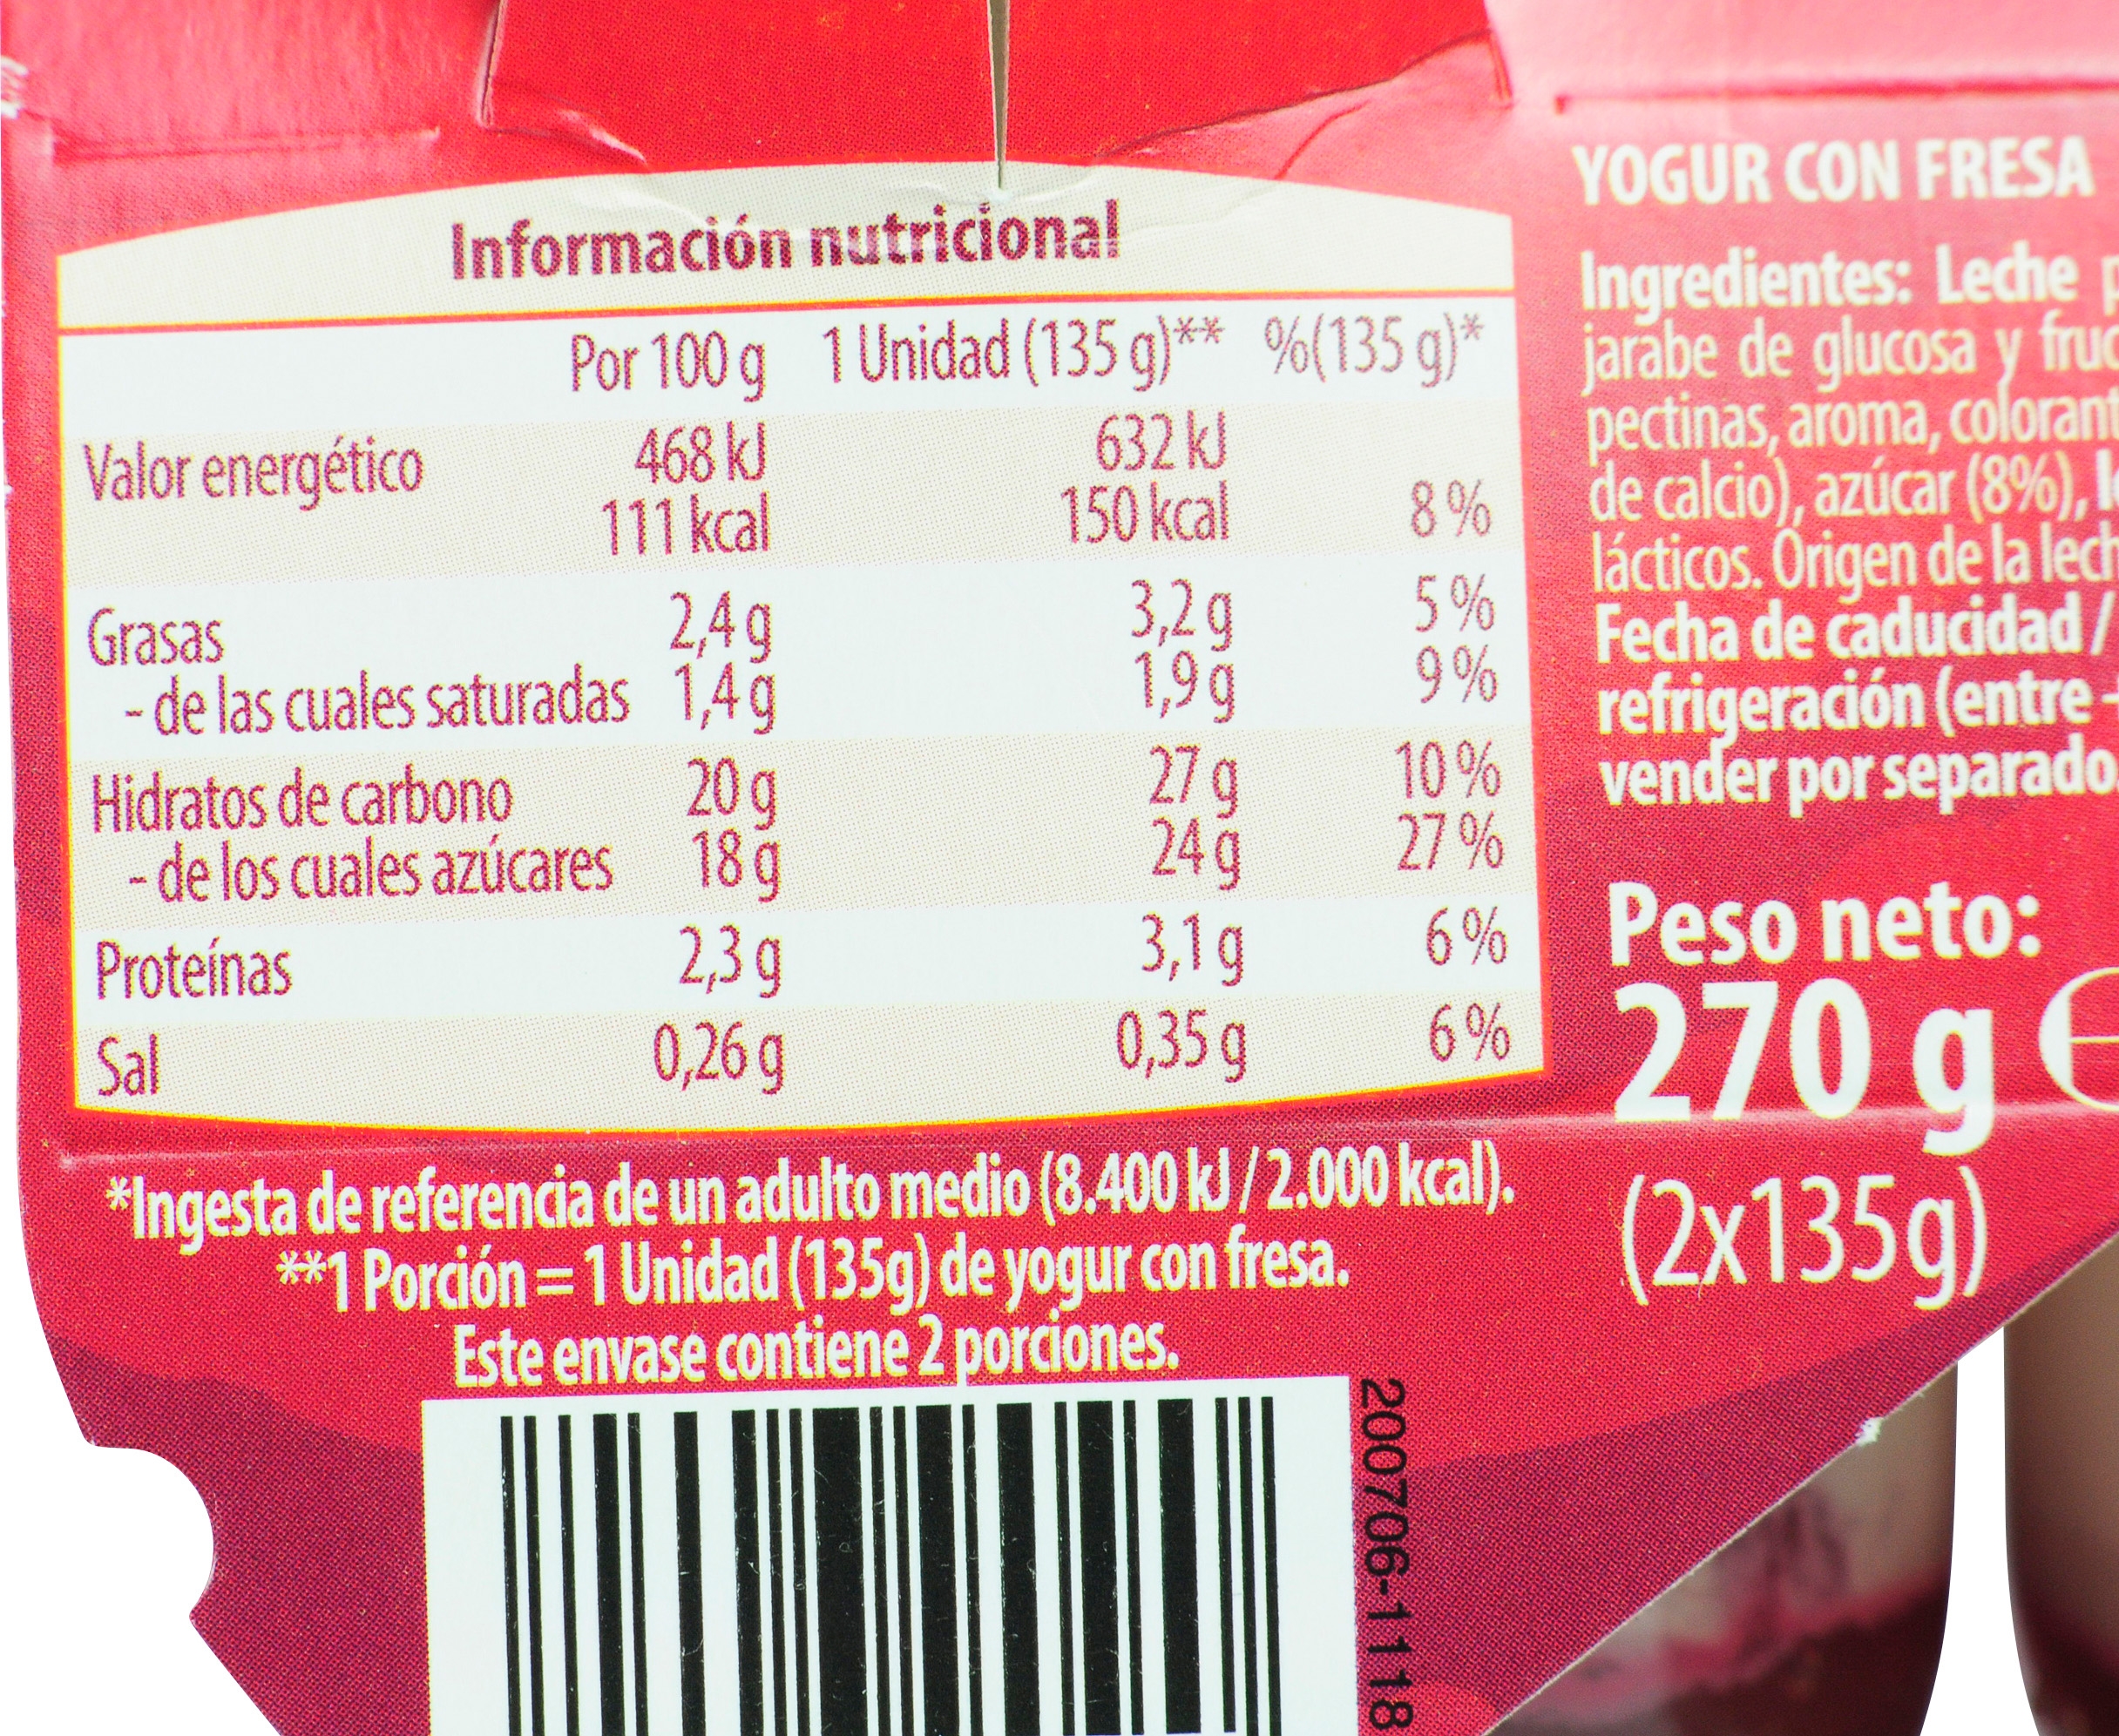 Información nutricional
Por 100 g 1 Unidad (135 g)** %(135 g)*
Valor energético 468 kJ 632 kJ
111 kcal 150 kcal 8 %
Grasas 2,4 g 3,2 g 5 %
- de las cuales saturadas 1,4 g 1,9 g 9 %
Hidratos de carbono 20 g 27 g 10 %
- de los cuales azúcares 18 g 24 g 27 %
Proteínas 2,3 g 3,1 g 6 %
Sal 0,26 g 0,35 g 6 %
*Ingesta de referencia de un adulto medio (8.400 kJ / 2.000 kcal).
**1 Porción = 1 Unidad (135g) de yogur con fresa.
Este envase contiene 2 porciones.
200706-1118
YOGUR CON FRESA
Ingredientes: Leche
jarabe de glucosa y
pectinas, aroma,
de calcio), azúcar (8%),
lácticos. Origen de la
Fecha de caducidad /
refrigeración (entre
vender por separado.
Peso neto:
270 g ℮
(2x135g)